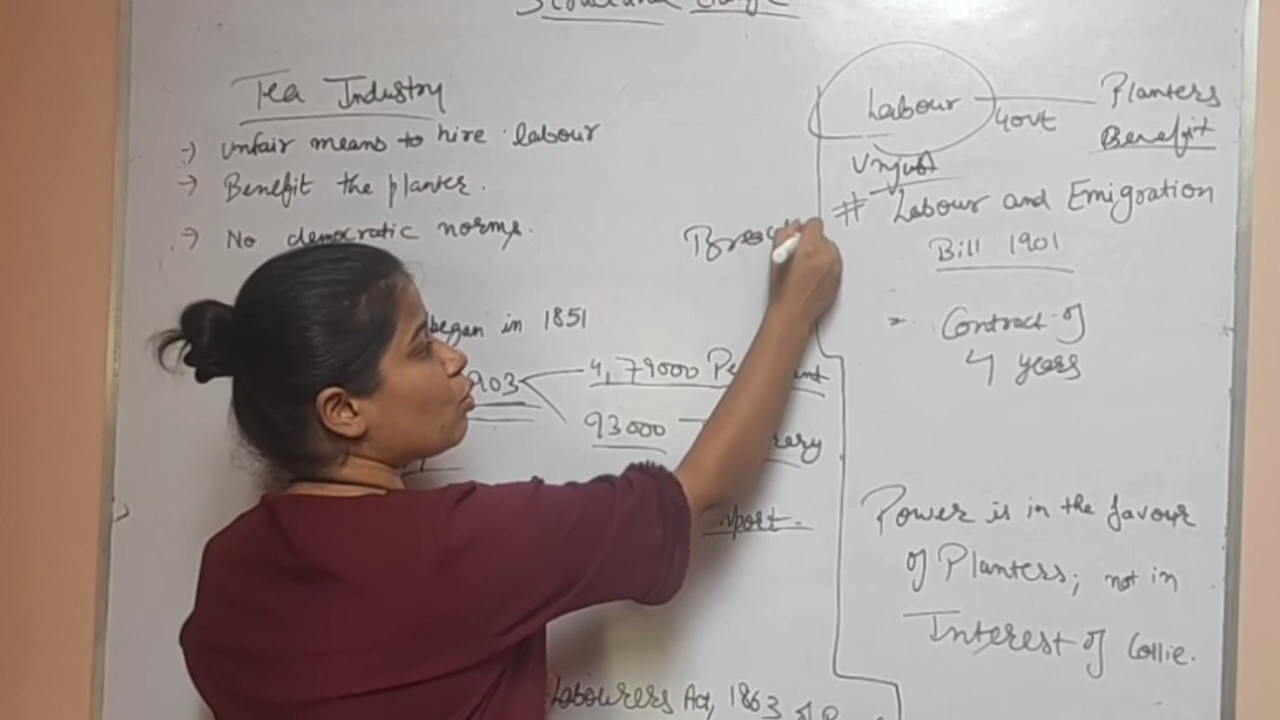 Tea Industry
→ Unfair means to hire labour
→ Benefit the planter.
→ No democratic norms.
began in 1851
903
4,79000
93000
Labourers Act, 1863
Labour
Govt
Planters
Benefit
Unjust
# Labour and Emigration
Bill 1901
Contract of
4 years
Power is in the favour
of Planters; not in
Interest of Collie.